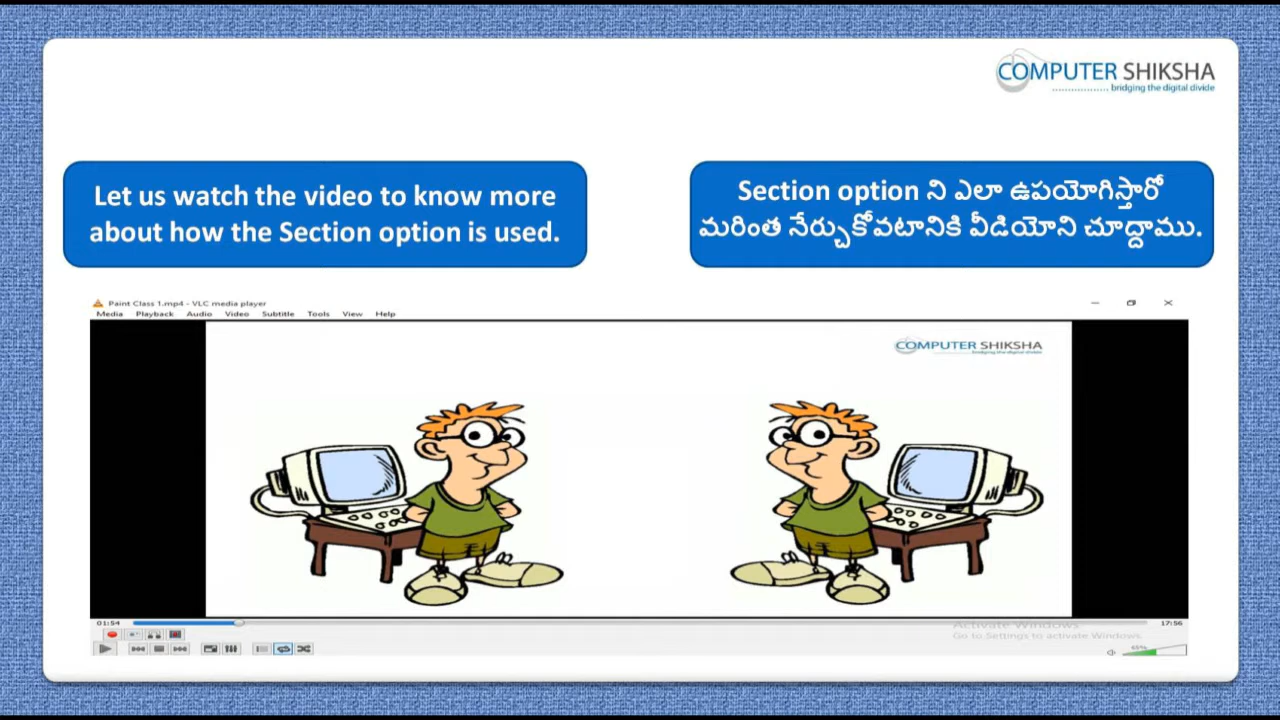 COMPUTER SHIKSHA
bridging the digital divide
Let us watch the video to know more
about how the Section option is used.
Section option ని ఎలా ఉపయోగిస్తారో
మరింత నేర్చుకోవటానికి వీడియోని చూద్దాము.
Paint Class 1.mp4 - VLC media player
Media Playback Audio Video Subtitle Tools View Help
COMPUTER SHIKSHA
bridging the digital divide
01:54
17:56
Activate Windows.
Go to Settings to activate Windows.
65%